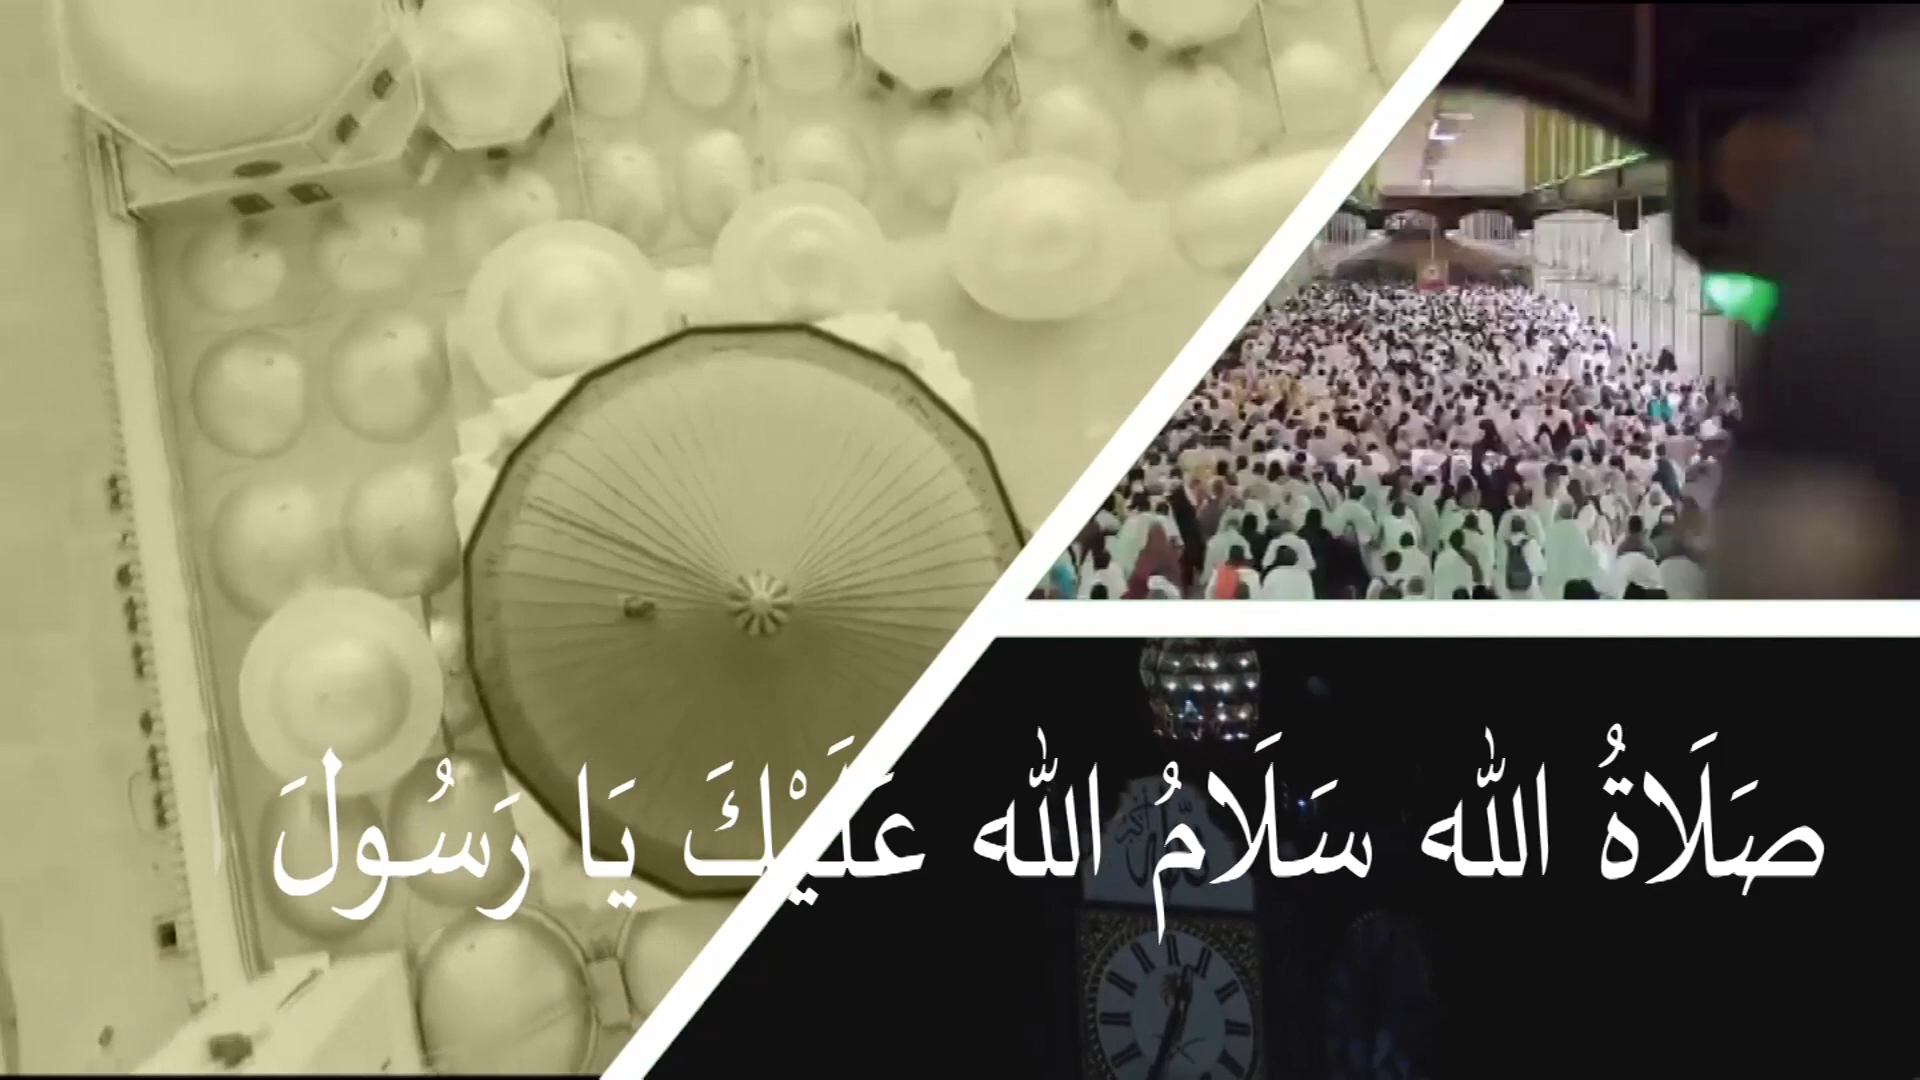 صَلَاةُ الله سَلَامُ الله عَلَيْكَ يَا رَسُولَ